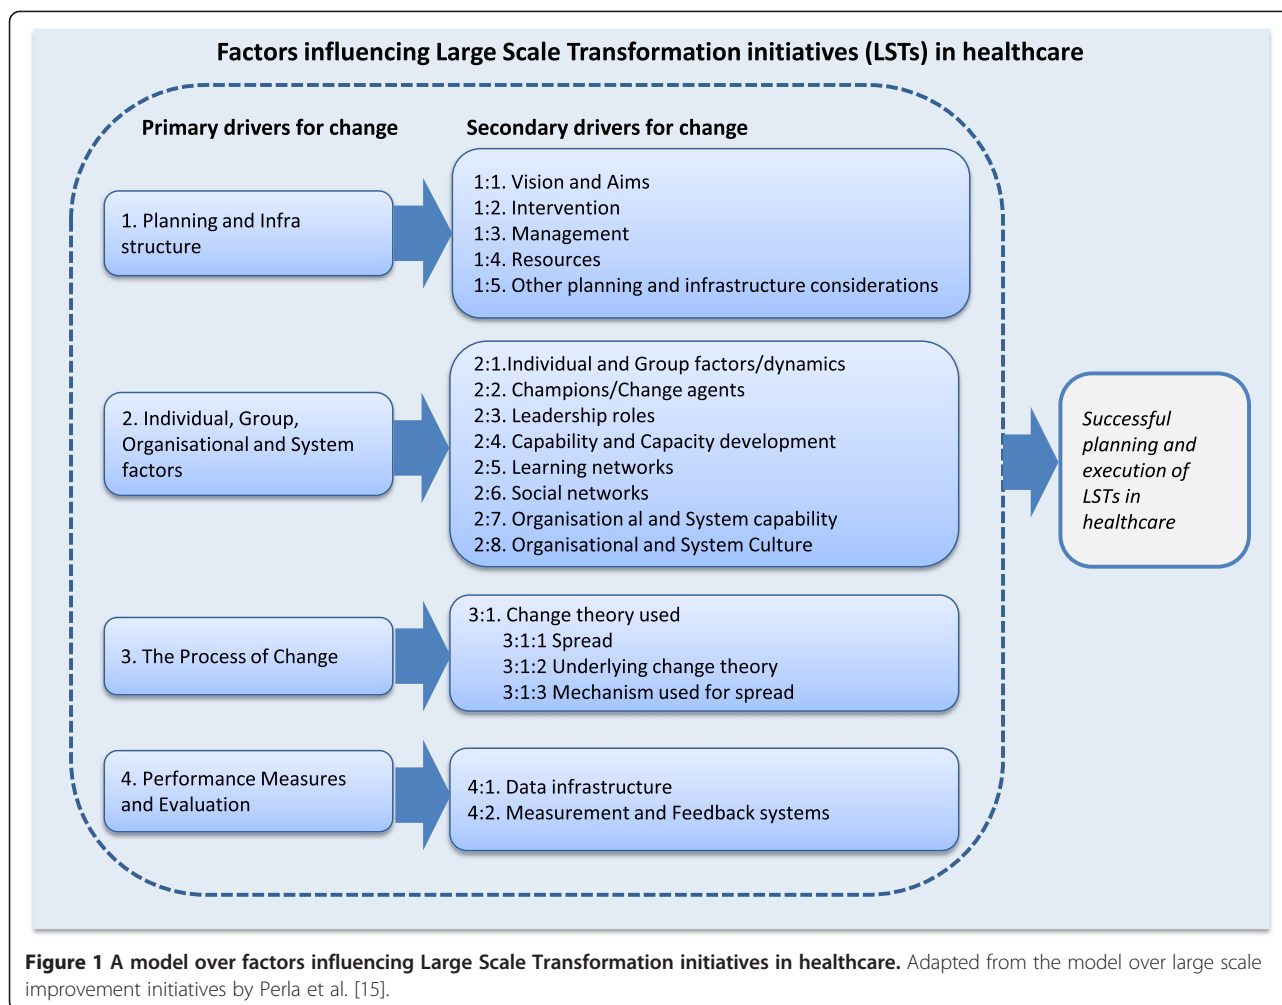 Factors influencing Large Scale Transformation initiatives (LSTs) in healthcare
Primary drivers for change
Secondary drivers for change
1. Planning and Infra
structure
1:1. Vision and Aims
1:2. Intervention
1:3. Management
1:4. Resources
1:5. Other planning and infrastructure considerations
2. Individual, Group,
Organisational and System
factors
2:1.Individual and Group factors/dynamics
2:2. Champions/Change agents
2:3. Leadership roles
2:4. Capability and Capacity development
2:5. Learning networks
2:6. Social networks
2:7. Organisation al and System capability
2:8. Organisational and System Culture
3. The Process of Change
3:1. Change theory used
3:1:1 Spread
3:1:2 Underlying change theory
3:1:3 Mechanism used for spread
4. Performance Measures
and Evaluation
4:1. Data infrastructure
4:2. Measurement and Feedback systems
Successful
planning and
execution of
LSTs in
healthcare
Figure 1 A model over factors influencing Large Scale Transformation initiatives in healthcare. Adapted from the model over large scale
improvement initiatives by Perla et al. [15].